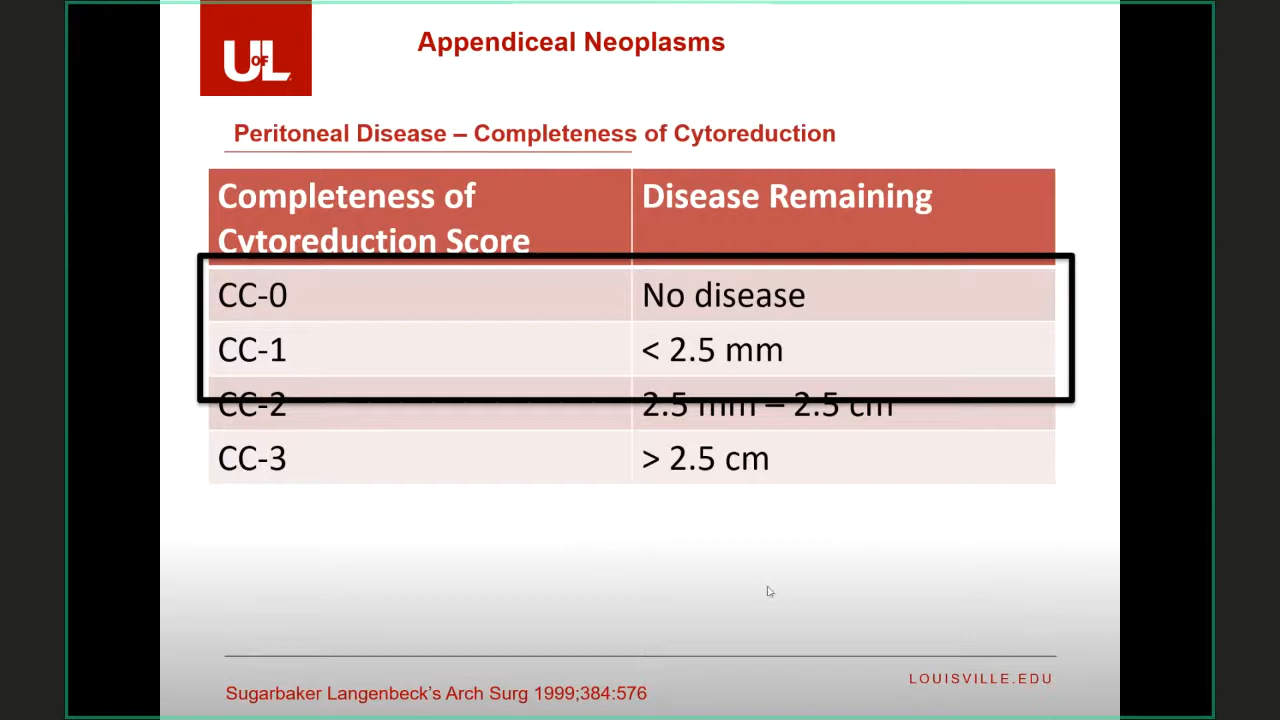 U OF L
Appendiceal Neoplasms
Peritoneal Disease – Completeness of Cytoreduction
Completeness of Cytoreduction Score
Disease Remaining
CC-0 No disease
CC-1 < 2.5 mm
CC-2 2.5 mm – 2.5 cm
CC-3 > 2.5 cm
LOUISVILLE.EDU
Sugarbaker Langenbeck's Arch Surg 1999;384:576